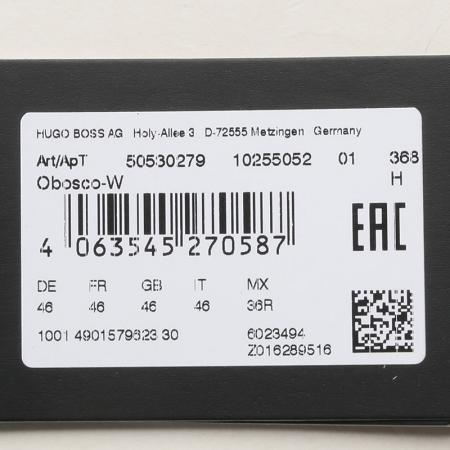 HUGO BOSS AG Holy-Allee 3 D-72555 Metzingen Germany
Art/ApT 50530279 10255052 01 368
Obosco-W H
4 063545 270587
EAC
DE FR GB IT MX
46 46 46 46 36R
1001 4901579623 30 6023494
Z016289516